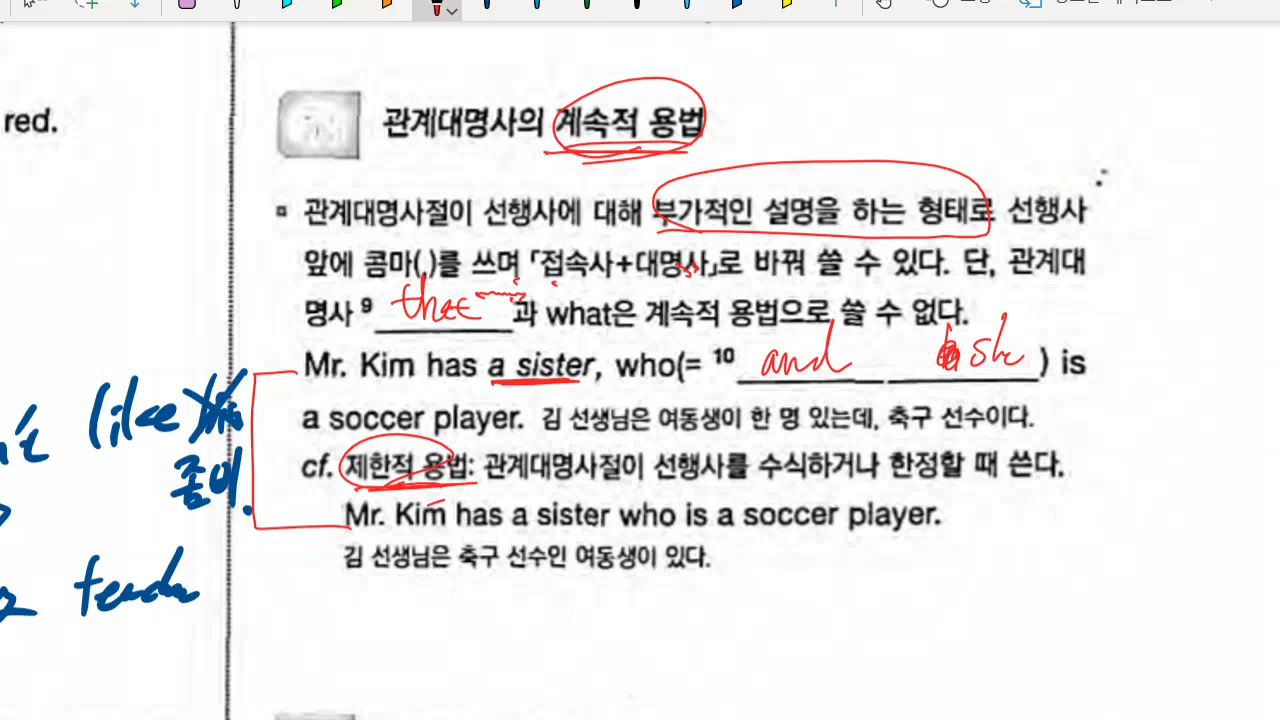 red.
관계대명사의 계속적 용법
관계대명사절이 선행사에 대해 부가적인 설명을 하는 형태로 선행사
앞에 콤마(,)를 쓰며 「접속사+대명사」로 바꿔 쓸 수 있다. 단, 관계대
명사 9 that 과 what은 계속적 용법으로 쓸 수 없다.
Mr. Kim has a sister, who(= 10 and she ) is
a soccer player. 김 선생님은 여동생이 한 명 있는데, 축구 선수이다.
cf. 제한적 용법: 관계대명사절이 선행사를 수식하거나 한정할 때 쓴다.
Mr. Kim has a sister who is a soccer player.
김 선생님은 축구 선수인 여동생이 있다.
like